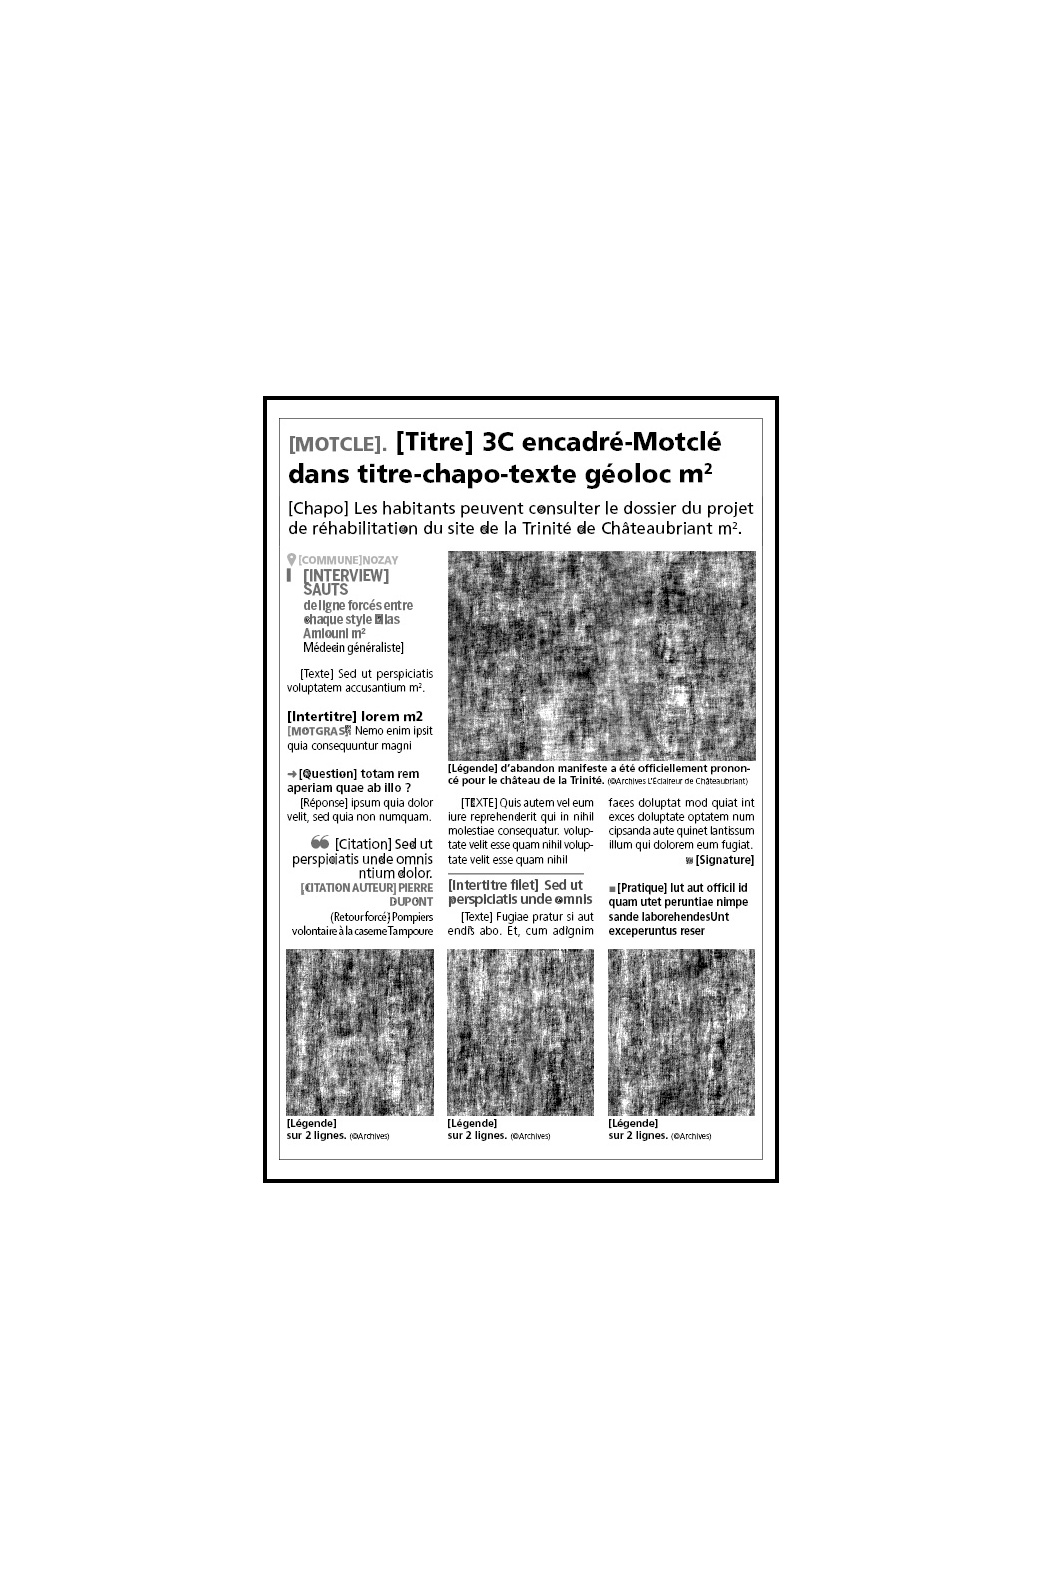 [MOTCLE]. [Titre] 3C encadré-Motclé
dans titre-chapo-texte géoloc m²
[Chapo] Les habitants peuvent consulter le dossier du projet
de réhabilitation du site de la Trinité de Châteaubriant m².
[COMMUNE]NOZAY
[INTERVIEW]
SAUTS
de ligne forcés entre
chaque style
Amiouni m²
Médecin généraliste]
[Texte] Sed ut perspiciatis
voluptatem accusantium m².
[Intertitre] lorem m2
[MOTGRAS] Nemo enim ipsit
quia consequuntur magni
➔ [Question] totam rem
aperiam quae ab illo ?
[Réponse] ipsum quia dolor
velit, sed quia non numquam.
❝ [Citation] Sed ut
perspiciatis unde omnis
ntium dolor.
[CITATION AUTEUR] PIERRE
DUPONT
(Retour forcé) Pompiers
volontaire à la caserne Tampoure
[Légende] d'abandon manifeste a été officiellement pronon-
cé pour le château de la Trinité. (©Archives L'Éclaireur de Châteaubriant)
[TEXTE] Quis autem vel eum
iure reprehenderit qui in nihil
molestiae consequatur. volup-
tate velit esse quam nihil volup-
tate velit esse quam nihil
[Intertitre filet] Sed ut
perspiciatis unde omnis
[Texte] Fugiae pratur si aut
endis abo. Et, cum adignim
faces doluptat mod quiat int
exces doluptate optatem num
cipsanda aute quinet lantissum
illum qui dolorem eum fugiat.
[Signature]
■ [Pratique] Iut aut officil id
quam utet peruntiae nimpe
sande laborehendesUnt
exceperuntus reser
[Légende]
sur 2 lignes. (©Archives)
[Légende]
sur 2 lignes. (©Archives)
[Légende]
sur 2 lignes. (©Archives)